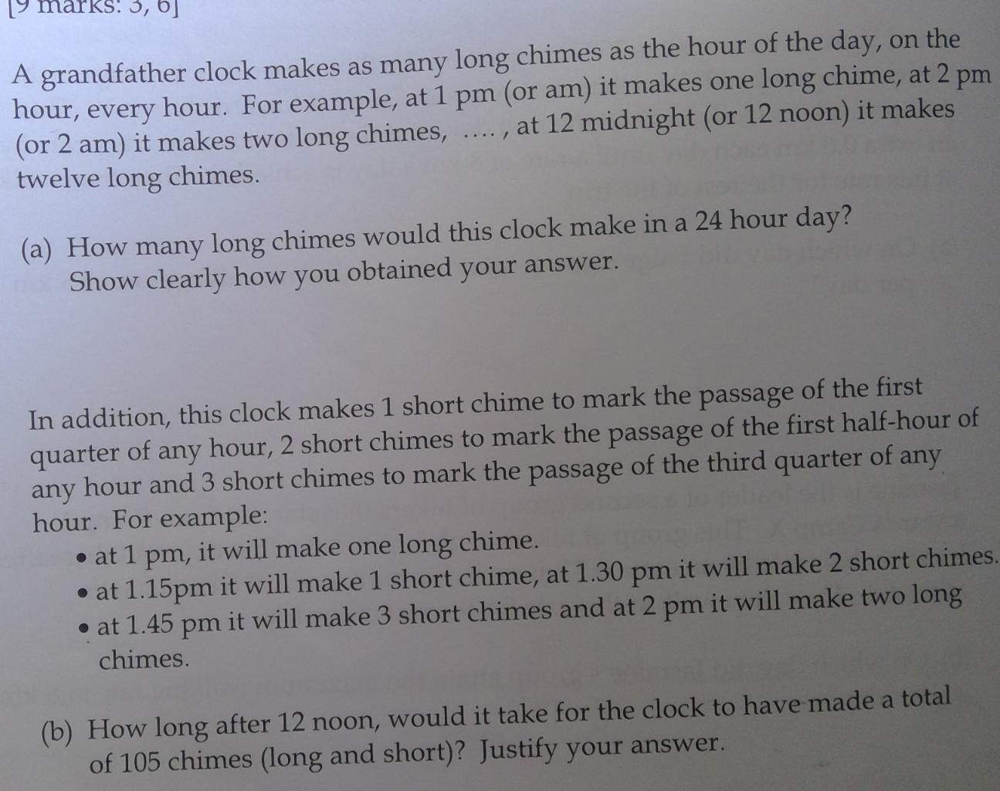 [9 marks: 3, 6]
A grandfather clock makes as many long chimes as the hour of the day, on the
hour, every hour. For example, at 1 pm (or am) it makes one long chime, at 2 pm
(or 2 am) it makes two long chimes, ...., at 12 midnight (or 12 noon) it makes
twelve long chimes.
(a) How many long chimes would this clock make in a 24 hour day?
Show clearly how you obtained your answer.
In addition, this clock makes 1 short chime to mark the passage of the first
quarter of any hour, 2 short chimes to mark the passage of the first half-hour of
any hour and 3 short chimes to mark the passage of the third quarter of any
hour. For example:
• at 1 pm, it will make one long chime.
• at 1.15pm it will make 1 short chime, at 1.30 pm it will make 2 short chimes.
• at 1.45 pm it will make 3 short chimes and at 2 pm it will make two long
chimes.
(b) How long after 12 noon, would it take for the clock to have made a total
of 105 chimes (long and short)? Justify your answer.